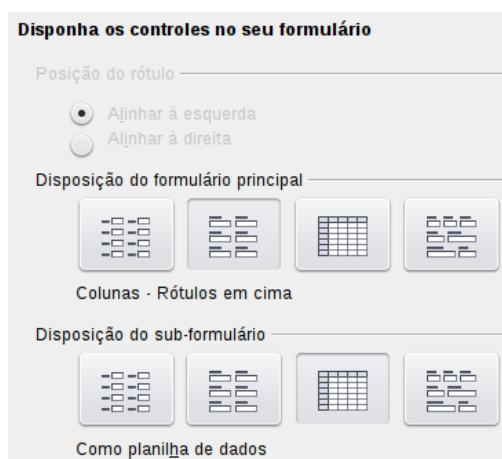 Disponha os controles no seu formulário
Posição do rótulo
Alinhar à esquerda
Alinhar à direita
Disposição do formulário principal
Colunas - Rótulos em cima
Disposição do sub-formulário
Como planilha de dados